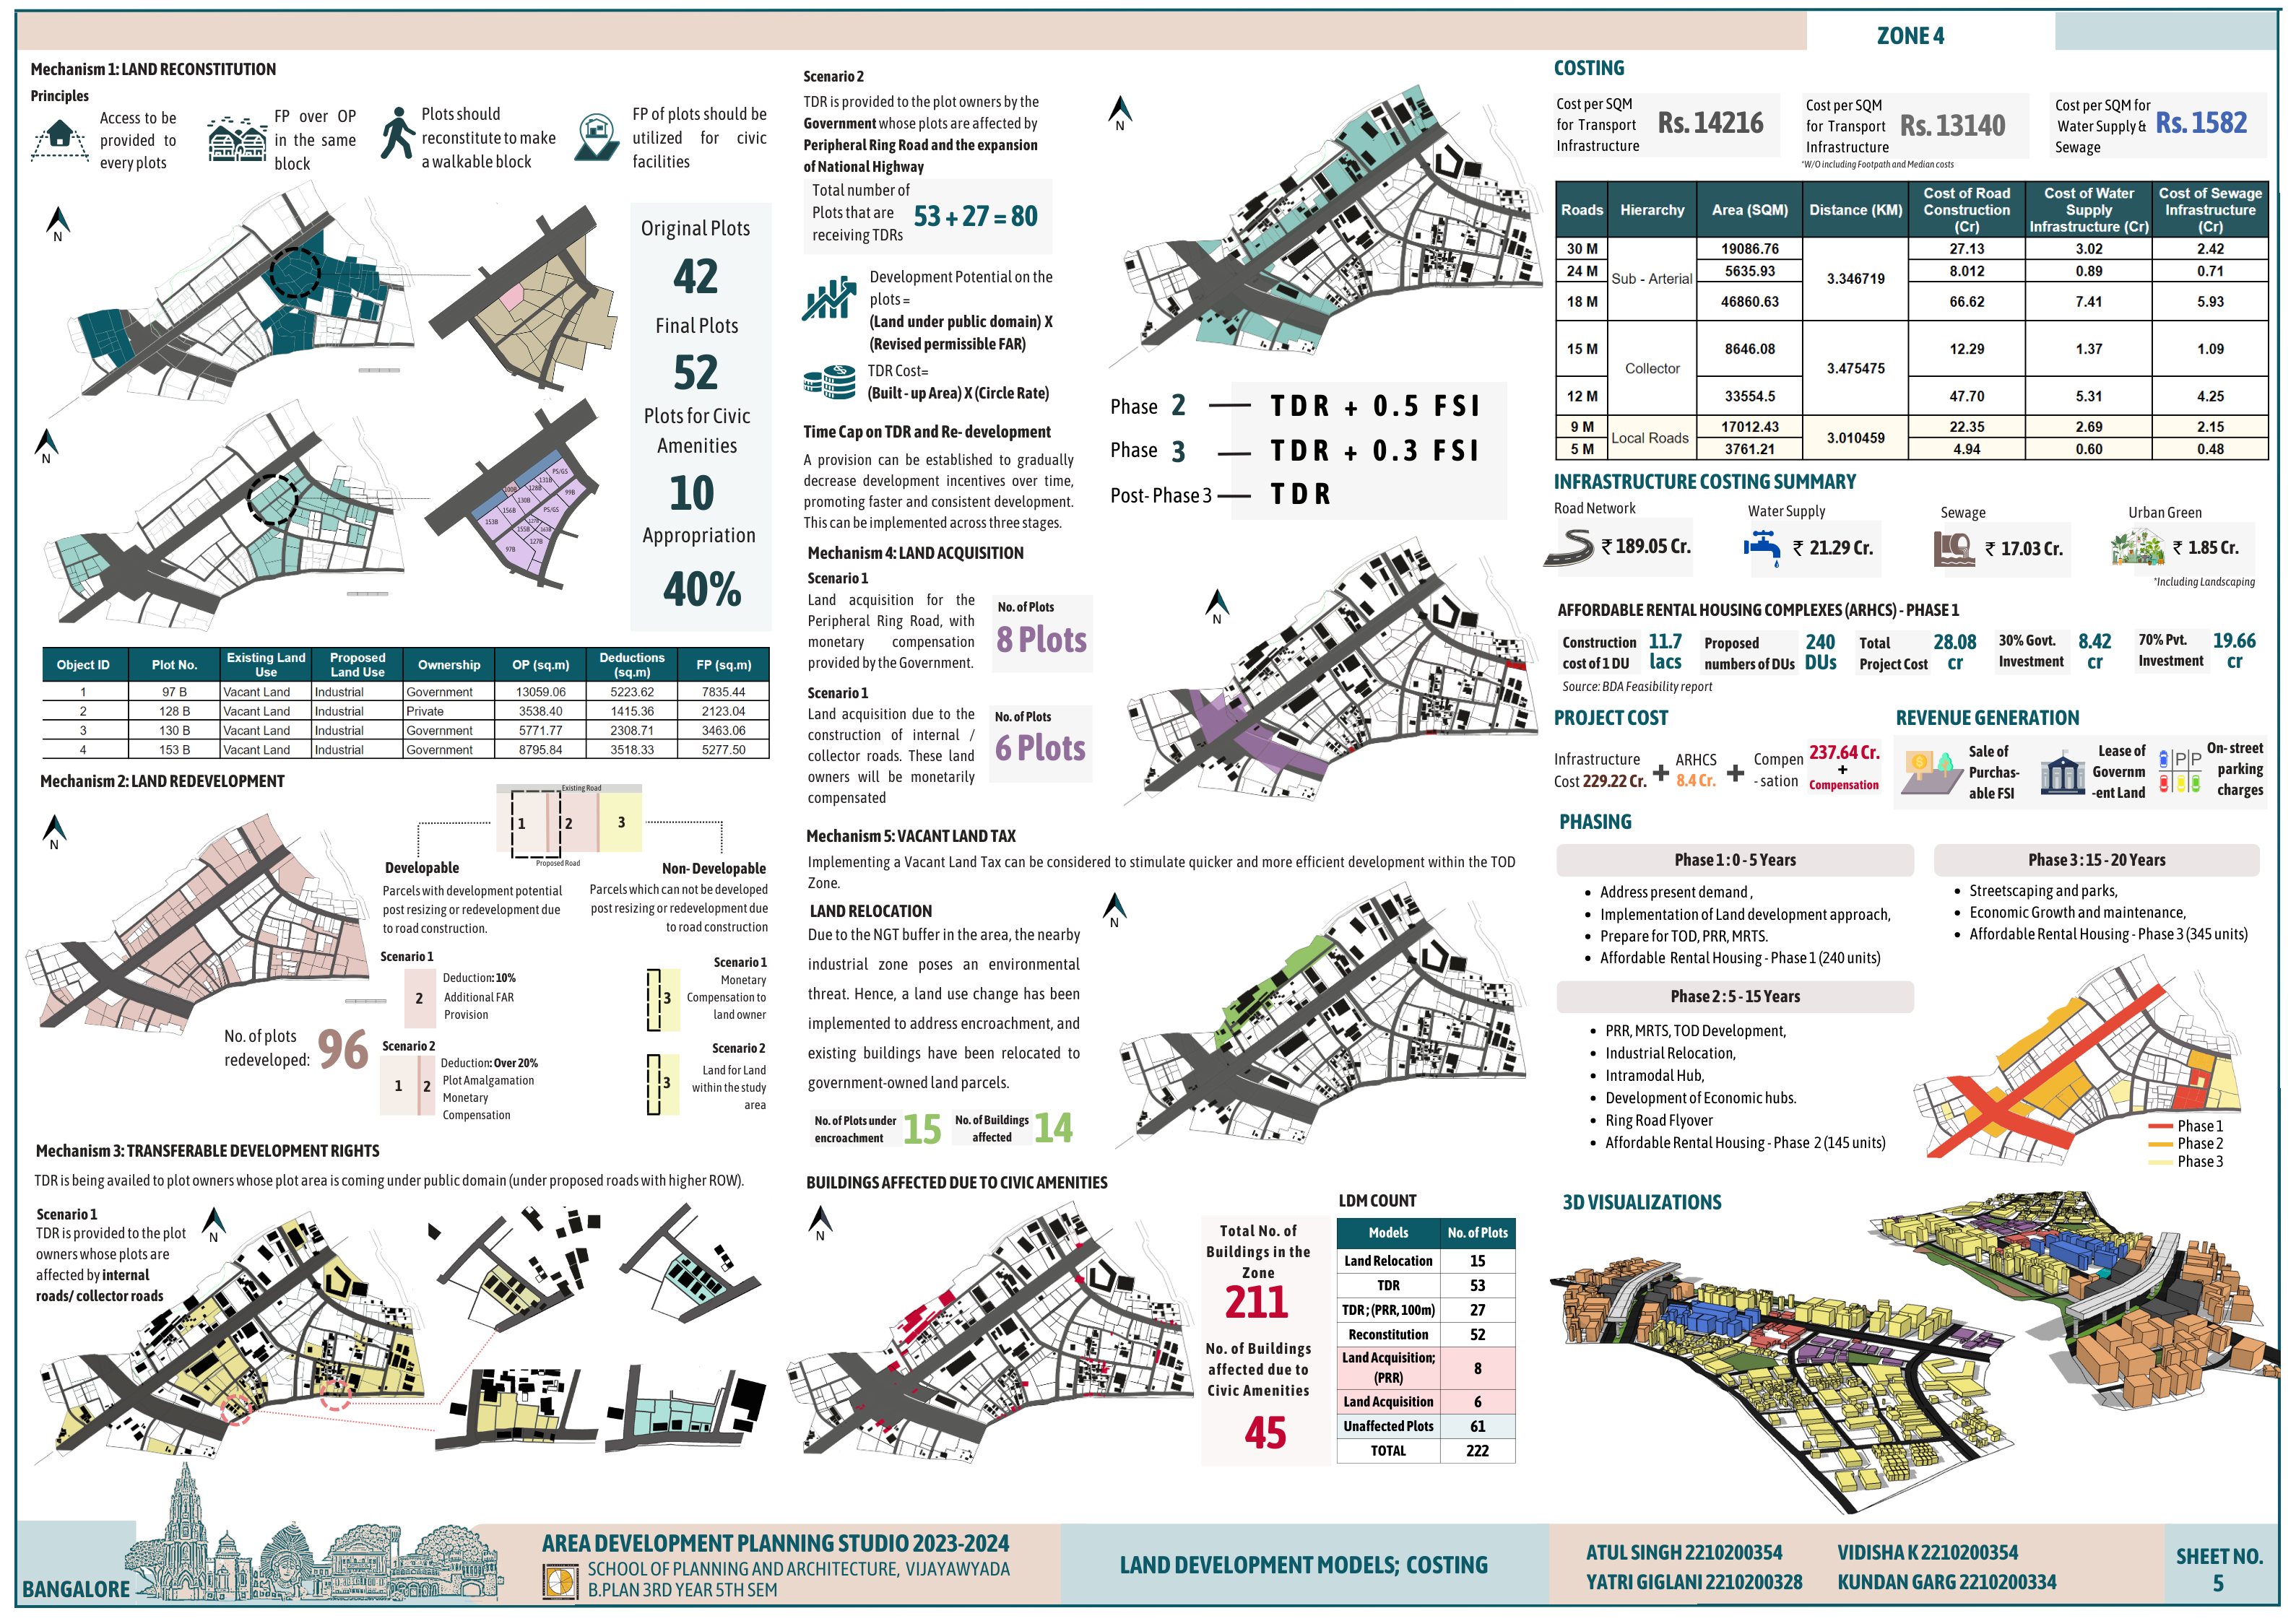 ZONE 4
Mechanism 1: LAND RECONSTITUTION
Principles
Access to be
provided to
every plots
FP over OP
in the same
block
Plots should
reconstitute to make
a walkable block
FP of plots should be
utilized for civic
facilities
N
N
PS/GS
131B
128B
100B
99B
130B
156B
PS/GS
153B
155B
127B
97B
Original Plots
42
Final Plots
52
Plots for Civic
Amenities
10
Appropriation
40%
Object ID Plot No. Existing Land Use Proposed Land Use Ownership OP (sq.m) Deductions (sq.m) FP (sq.m)
1 97 B Vacant Land Industrial Government 13059.06 5223.62 7835.44
2 128 B Vacant Land Industrial Private 3538.40 1415.36 2123.04
3 130 B Vacant Land Industrial Government 5771.77 2308.71 3463.06
4 153 B Vacant Land Industrial Government 8795.84 3518.33 5277.50
Mechanism 2: LAND REDEVELOPMENT
N
Existing Road
1 2 3
Proposed Road
Developable
Parcels with development potential
post resizing or redevelopment due
to road construction.
Non- Developable
Parcels which can not be developed
post resizing or redevelopment due
to road construction
Scenario 1
2
Deduction: 10%
Additional FAR
Provision
Scenario 2
1 2
Deduction: Over 20%
Plot Amalgamation
Monetary
Compensation
3
Scenario 1
Monetary
Compensation to
land owner
3
Scenario 2
Land for Land
within the study
area
No. of plots
redeveloped: 96
Mechanism 3: TRANSFERABLE DEVELOPMENT RIGHTS
TDR is being availed to plot owners whose plot area is coming under public domain (under proposed roads with higher ROW).
Scenario 1
TDR is provided to the plot
owners whose plots are
affected by internal
roads/ collector roads
N
Scenario 2
TDR is provided to the plot owners by the
Government whose plots are affected by
Peripheral Ring Road and the expansion
of National Highway
Total number of
Plots that are
receiving TDRs
53 + 27 = 80
Development Potential on the
plots =
(Land under public domain) X
(Revised permissible FAR)
TDR Cost=
(Built - up Area) X (Circle Rate)
N
Time Cap on TDR and Re- development
A provision can be established to gradually
decrease development incentives over time,
promoting faster and consistent development.
This can be implemented across three stages.
Phase 2 TDR + 0.5 FSI
Phase 3 TDR + 0.3 FSI
Post- Phase 3 TDR
Mechanism 4: LAND ACQUISITION
Scenario 1
Land acquisition for the
Peripheral Ring Road, with
monetary compensation
provided by the Government.
No. of Plots
8 Plots
Scenario 1
Land acquisition due to the
construction of internal /
collector roads. These land
owners will be monetarily
compensated
No. of Plots
6 Plots
N
Mechanism 5: VACANT LAND TAX
Implementing a Vacant Land Tax can be considered to stimulate quicker and more efficient development within the TOD
Zone.
LAND RELOCATION
Due to the NGT buffer in the area, the nearby
industrial zone poses an environmental
threat. Hence, a land use change has been
implemented to address encroachment, and
existing buildings have been relocated to
government-owned land parcels.
No. of Plots under
encroachment
15
No. of Buildings
affected
14
N
BUILDINGS AFFECTED DUE TO CIVIC AMENITIES
N
Total No. of
Buildings in the
Zone
211
No. of Buildings
affected due to
Civic Amenities
45
LDM COUNT
Models No. of Plots
Land Relocation 15
TDR 53
TDR ; (PRR, 100m) 27
Reconstitution 52
Land Acquisition; (PRR) 8
Land Acquisition 6
Unaffected Plots 61
TOTAL 222
COSTING
Cost per SQM
for Transport
Infrastructure
Rs. 14216
Cost per SQM
for Transport
Infrastructure
Rs. 13140
*W/O including Footpath and Median costs
Cost per SQM for
Water Supply &
Sewage
Rs. 1582
Roads Hierarchy Area (SQM) Distance (KM) Cost of Road Construction (Cr) Cost of Water Supply Infrastructure (Cr) Cost of Sewage Infrastructure (Cr)
30 M Sub - Arterial 19086.76 3.346719 27.13 3.02 2.42
24 M 5635.93 8.012 0.89 0.71
18 M 46860.63 66.62 7.41 5.93
15 M Collector 8646.08 3.475475 12.29 1.37 1.09
12 M 33554.5 47.70 5.31 4.25
9 M Local Roads 17012.43 3.010459 22.35 2.69 2.15
5 M 3761.21 4.94 0.60 0.48
INFRASTRUCTURE COSTING SUMMARY
Road Network
₹ 189.05 Cr.
Water Supply
₹ 21.29 Cr.
Sewage
₹ 17.03 Cr.
Urban Green
₹ 1.85 Cr.
*Including Landscaping
AFFORDABLE RENTAL HOUSING COMPLEXES (ARHCS) - PHASE 1
Construction
cost of 1 DU
11.7
lacs
Proposed
numbers of DUs
240
DUs
Total
Project Cost
28.08
cr
30% Govt.
Investment
8.42
cr
70% Pvt.
Investment
19.66
cr
Source: BDA Feasibility report
PROJECT COST
Infrastructure
Cost 229.22 Cr.
+
ARHCS
8.4 Cr.
+
Compen
- sation
237.64 Cr.
+
Compensation
REVENUE GENERATION
Sale of
Purchas-
able FSI
Lease of
Governm
-ent Land
P P
On- street
parking
charges
PHASING
Phase 1 : 0 - 5 Years
• Address present demand ,
• Implementation of Land development approach,
• Prepare for TOD, PRR, MRTS.
• Affordable Rental Housing - Phase 1 (240 units)
Phase 2 : 5 - 15 Years
• PRR, MRTS, TOD Development,
• Industrial Relocation,
• Intramodal Hub,
• Development of Economic hubs.
• Ring Road Flyover
• Affordable Rental Housing - Phase 2 (145 units)
Phase 3 : 15 - 20 Years
• Streetscaping and parks,
• Economic Growth and maintenance,
• Affordable Rental Housing - Phase 3 (345 units)
Phase 1
Phase 2
Phase 3
3D VISUALIZATIONS
BANGALORE
AREA DEVELOPMENT PLANNING STUDIO 2023-2024
SCHOOL OF PLANNING AND ARCHITECTURE, VIJAYAWYADA
B.PLAN 3RD YEAR 5TH SEM
LAND DEVELOPMENT MODELS; COSTING
ATUL SINGH 2210200354
VIDISHA K 2210200354
YATRI GIGLANI 2210200328
KUNDAN GARG 2210200334
SHEET NO.
5